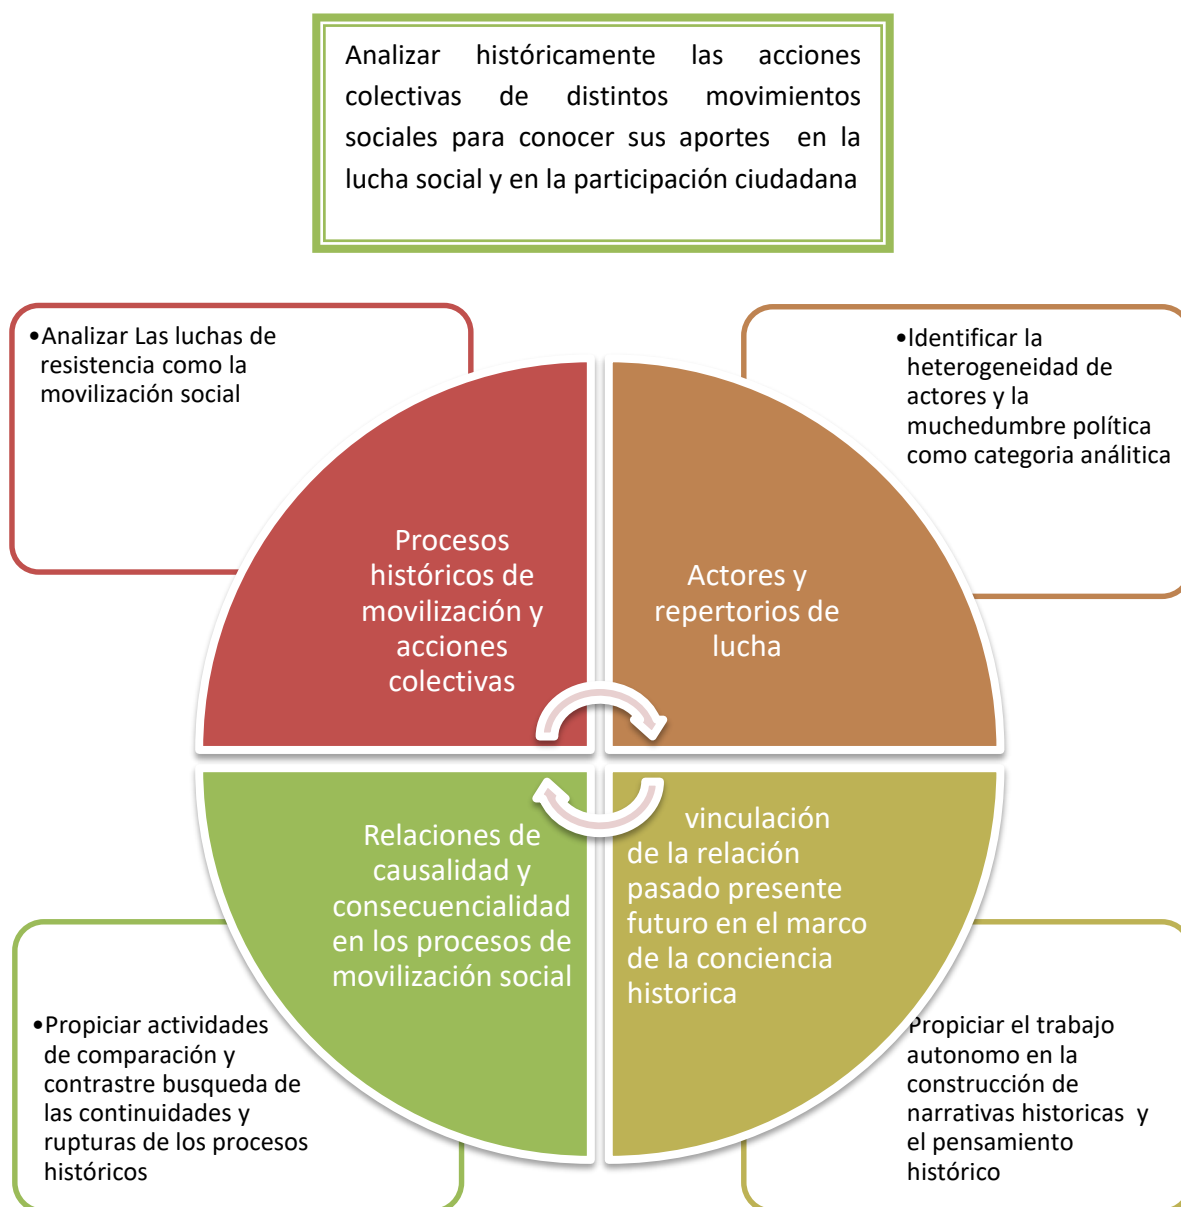 Analizar históricamente las acciones
colectivas de distintos movimientos
sociales para conocer sus aportes en la
lucha social y en la participación ciudadana
•Analizar Las luchas de
resistencia como la
movilización social
•Identificar la
heterogeneidad de
actores y la
muchedumbre política
como categoria análitica
Procesos
históricos de
movilización y
acciones
colectivas
Actores y
repertorios de
lucha
Relaciones de
causalidad y
consecuencialidad
en los procesos de
movilización social
vinculación
de la relación
pasado presente
futuro en el marco
de la conciencia
historica
•Propiciar actividades
de comparación y
contrastre busqueda de
las continuidades y
rupturas de los procesos
históricos
Propiciar el trabajo
autonomo en la
construcción de
narrativas historicas y
el pensamiento
histórico